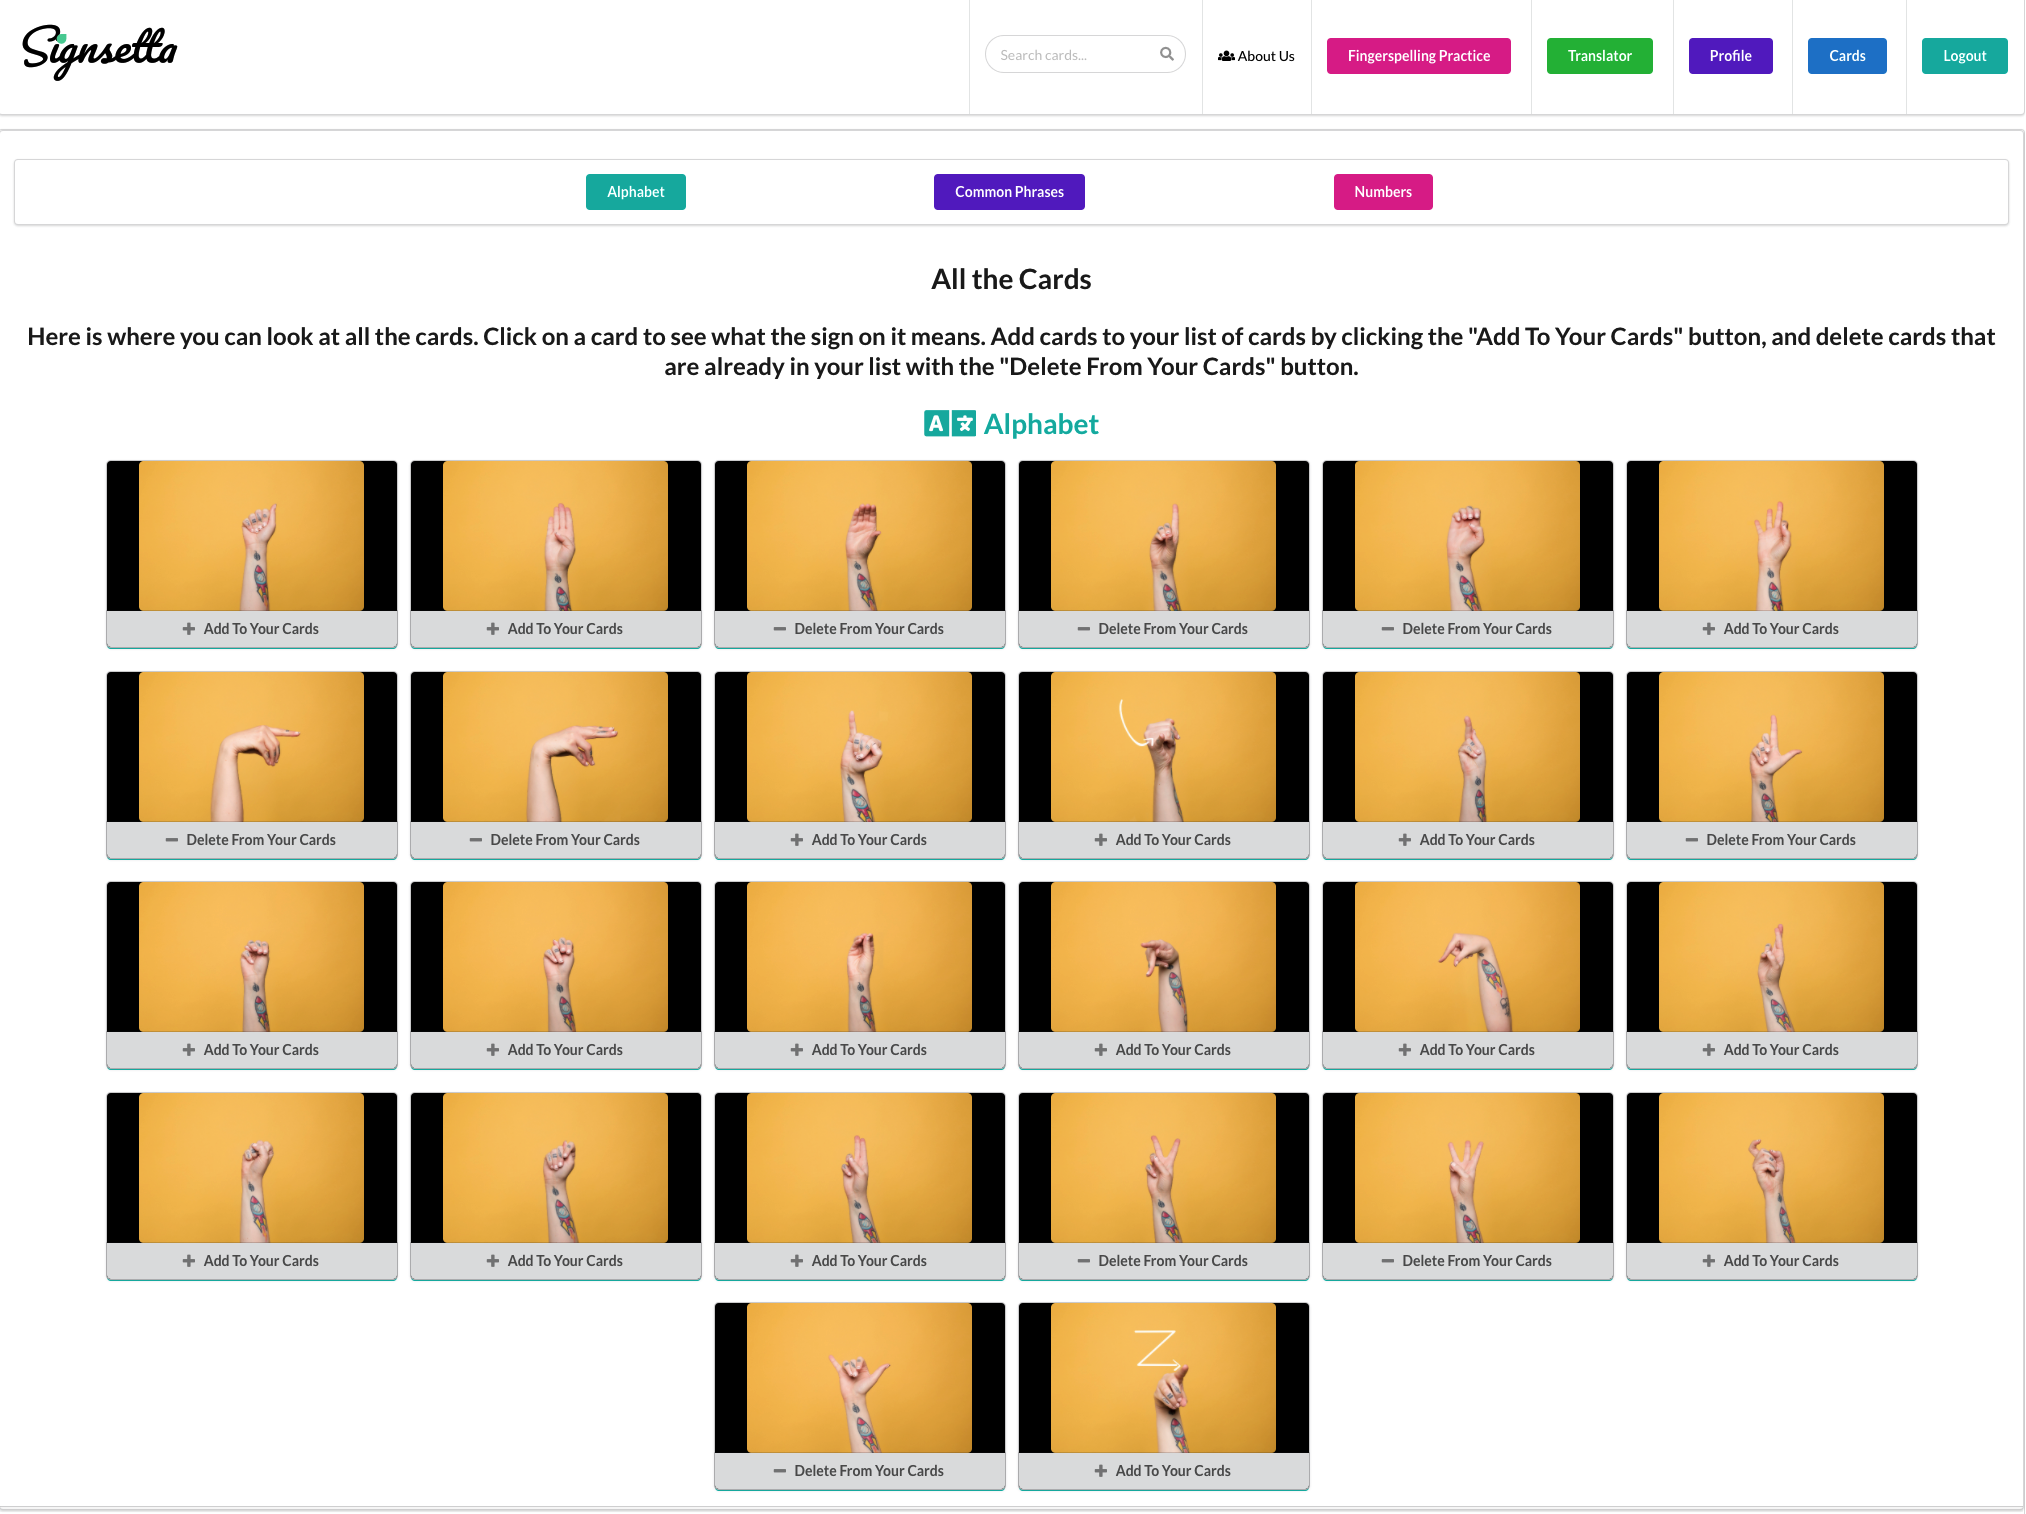 Signsetta
Search cards...
About Us
Fingerspelling Practice
Translator
Profile
Cards
Logout
Alphabet
Common Phrases
Numbers
All the Cards
Here is where you can look at all the cards. Click on a card to see what the sign on it means. Add cards to your list of cards by clicking the "Add To Your Cards" button, and delete cards that
are already in your list with the "Delete From Your Cards" button.
Alphabet
Add To Your Cards
Add To Your Cards
Delete From Your Cards
Delete From Your Cards
Delete From Your Cards
Add To Your Cards
Delete From Your Cards
Delete From Your Cards
Add To Your Cards
Add To Your Cards
Add To Your Cards
Delete From Your Cards
Add To Your Cards
Add To Your Cards
Add To Your Cards
Add To Your Cards
Add To Your Cards
Add To Your Cards
Add To Your Cards
Add To Your Cards
Add To Your Cards
Delete From Your Cards
Delete From Your Cards
Add To Your Cards
Delete From Your Cards
Add To Your Cards